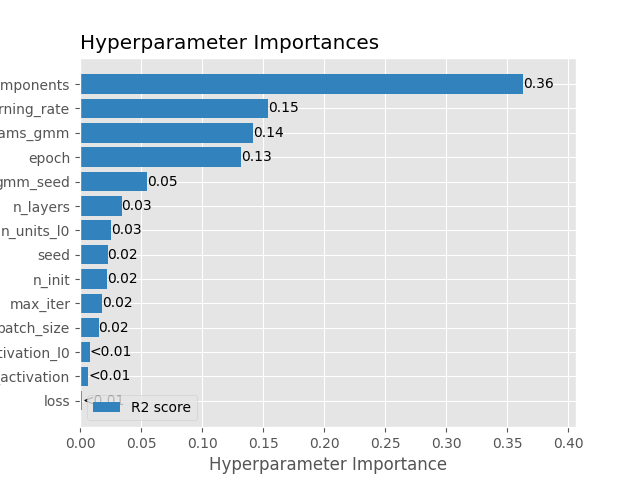 Hyperparameter Importances
mponences 0.36
rning_rate 0.15
ams_gmm 0.14
epoch 0.13
gmm_seed 0.05
n_layers 0.03
n_units_l0 0.03
seed 0.02
n_init 0.02
max_iter 0.02
batch_size 0.02
tivation_l0 <0.01
activation <0.01
loss <0.01
R2 score
0.00 0.05 0.10 0.15 0.20 0.25 0.30 0.35 0.40
Hyperparameter Importance